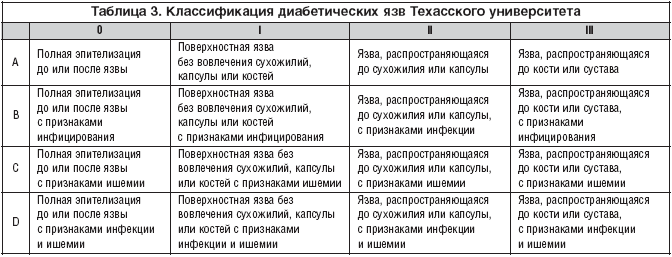 Таблица 3. Классификация диабетических язв Техасского университета
0 I II III
A
Полная эпителизация
до или после язвы
Поверхностная язва
без вовлечения сухожилий,
капсулы или костей
Язва, распространяющаяся
до сухожилия или капсулы
Язва, распространяющаяся
до кости или сустава
B
Полная эпителизация
до или после язвы
с признаками
инфицирования
Поверхностная язва
без вовлечения сухожилий,
капсулы или костей
с признаками инфицирования
Язва, распространяющаяся
до сухожилия или капсулы,
с признаками инфекции
Язва, распространяющаяся
до кости или сустава,
с признаками
инфицирования
C
Полная эпителизация
до или после язвы
с признаками ишемии
Поверхностная язва без
вовлечения сухожилий, капсулы
или костей с признаками ишемии
Язва, распространяющаяся
до сухожилия или капсулы,
с признаками ишемии
Язва, распространяющаяся
до кости или сустава,
с признаками ишемии
D
Полная эпителизация
до или после язвы
с признаками инфекции
и ишемии
Поверхностная язва без
вовлечения сухожилий, капсулы
или костей с признаками
инфекции и ишемии
Язва, распространяющаяся
до сухожилия или капсулы,
с признаками инфекции
и ишемии
Язва, распространяющаяся
до кости или сустава,
с признаками инфекции
и ишемии